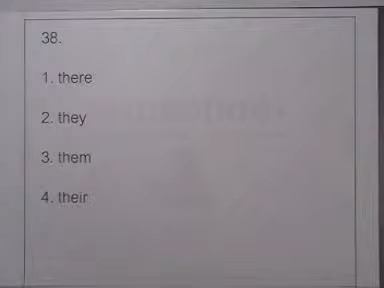 38.
1. there
2. they
3. them
4. their